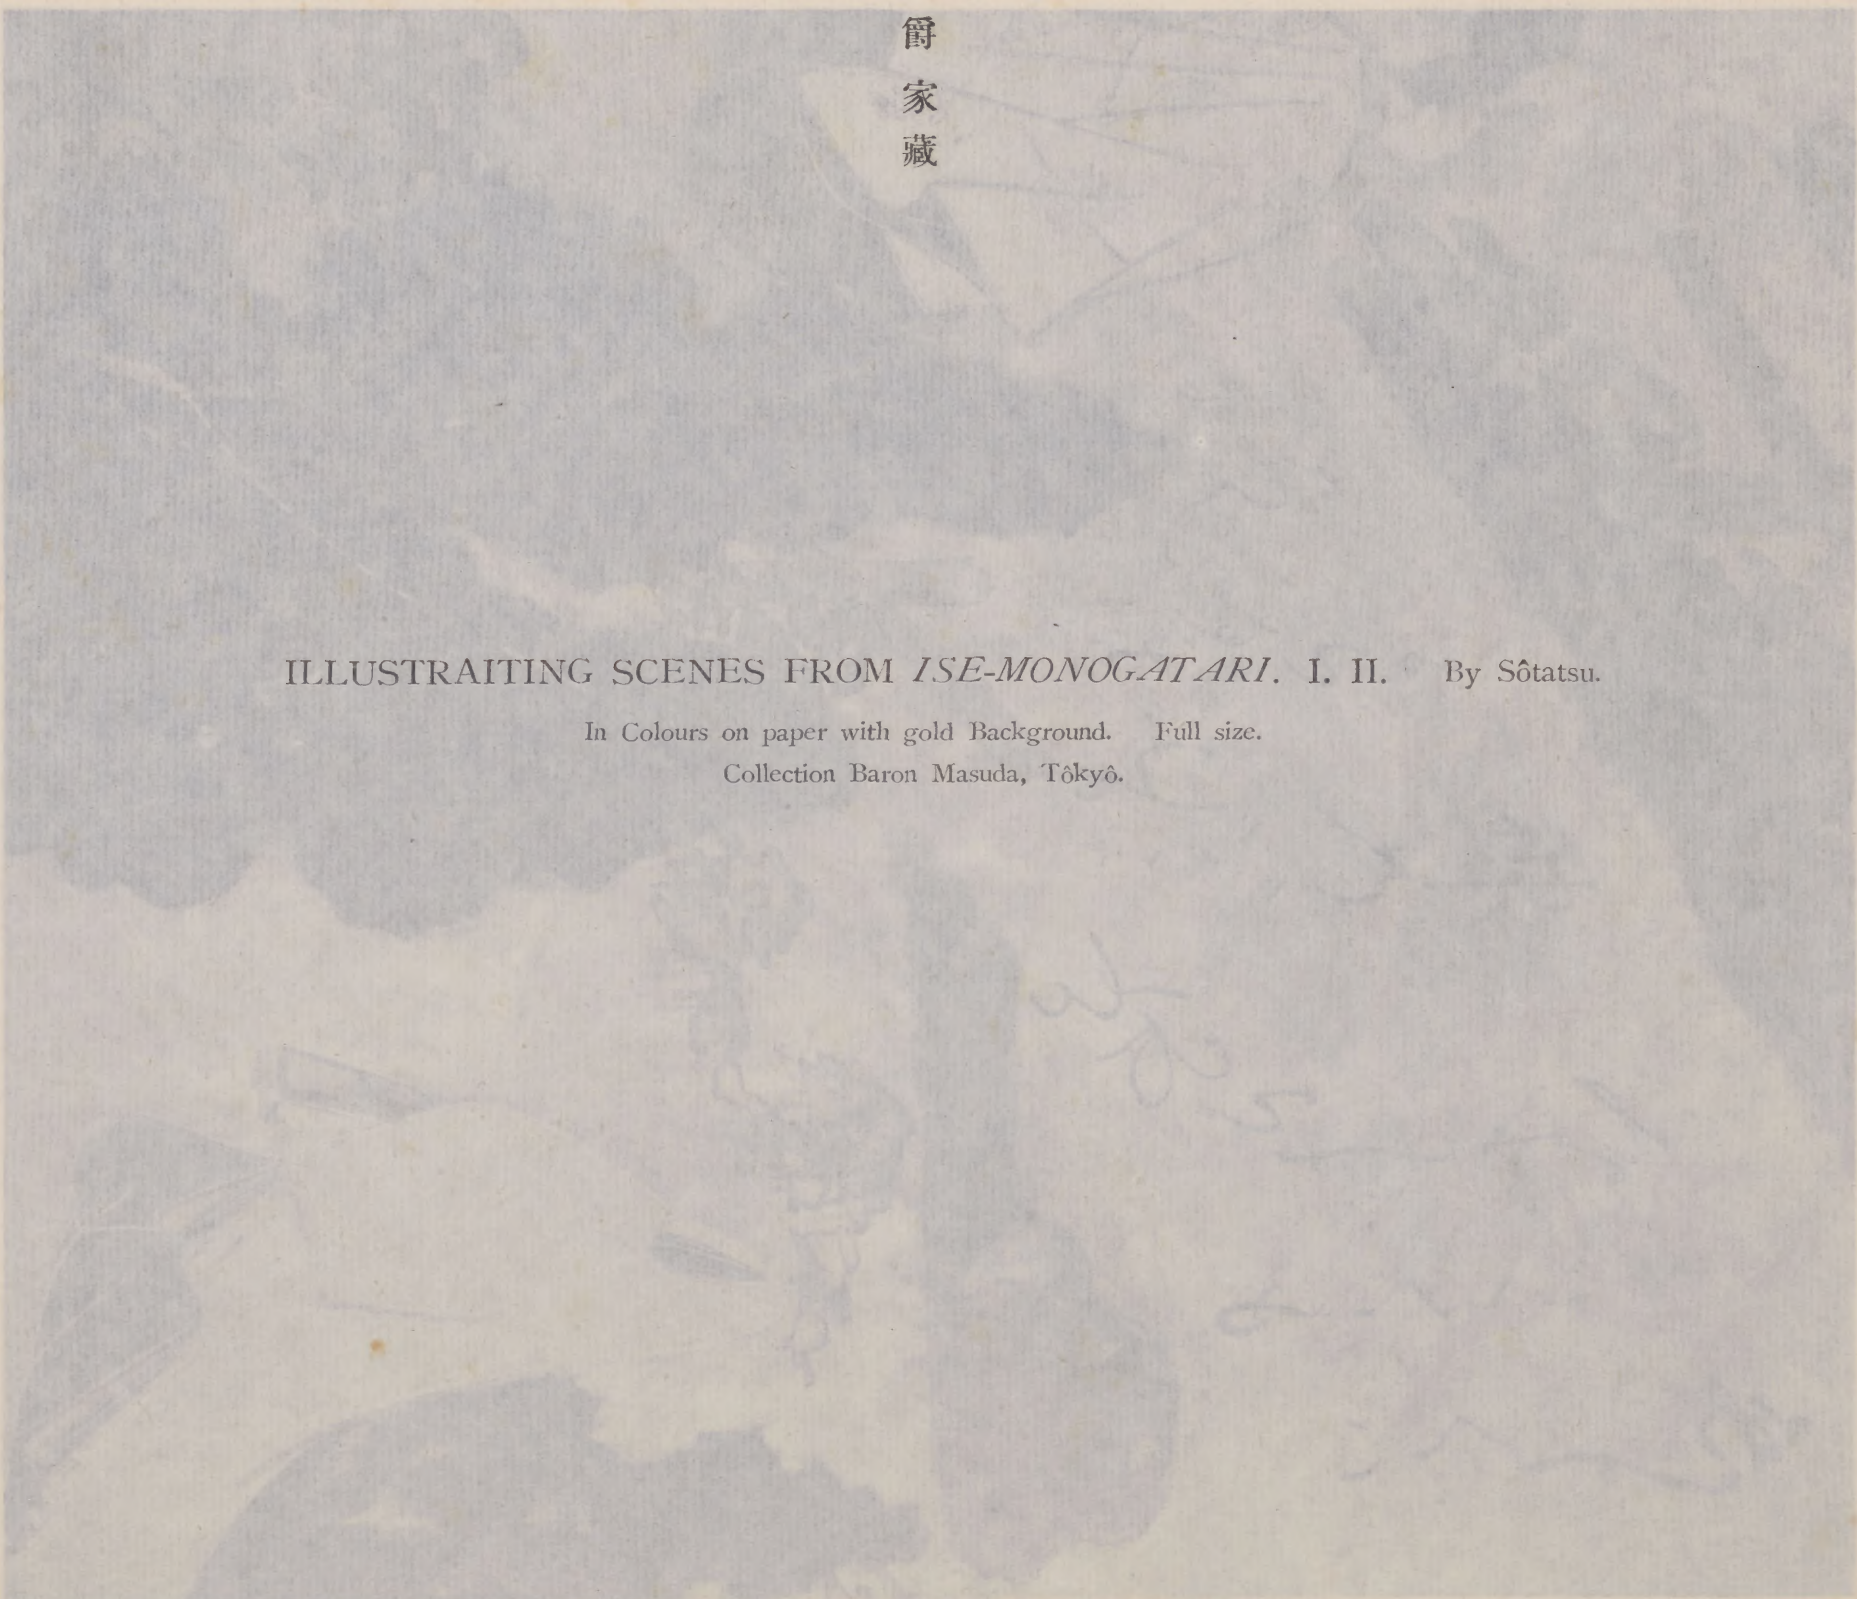 爵家藏
ILLUSTRAITING SCENES FROM ISE-MONOGATARI. I. II. By Sôtatsu.
In Colours on paper with gold Background. Full size.
Collection Baron Masuda, Tôkyô.